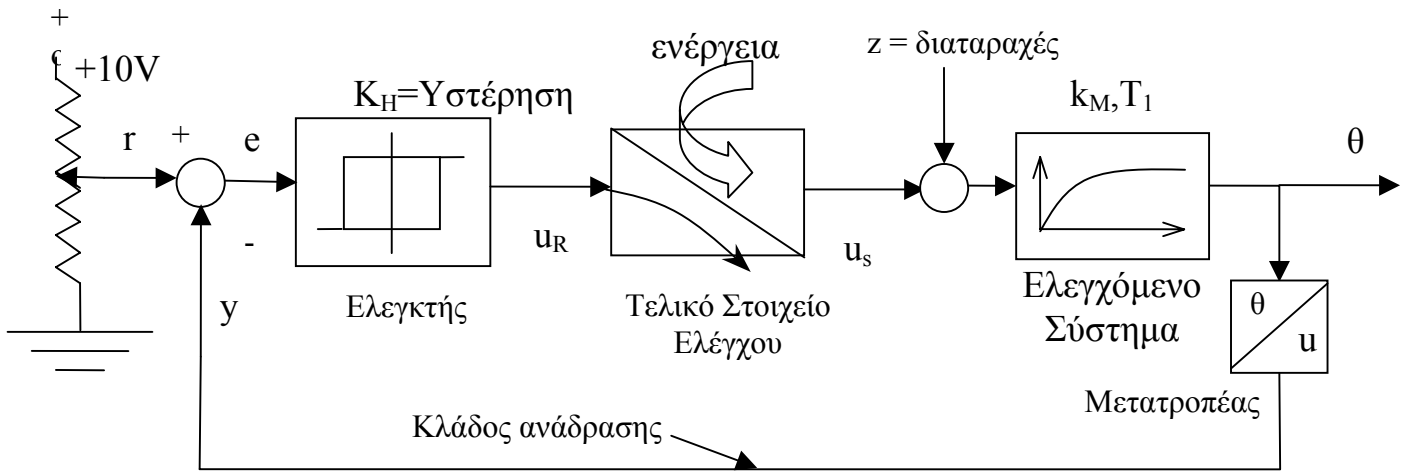 +
+10V
ενέργεια
z = διαταραχές
K_H=Υστέρηση
k_M,T_1
r
+
e
θ
-
u_R
u_s
y
Ελεγκτής
Τελικό Στοιχείο
Ελέγχου
Ελεγχόμενο
Σύστημα
θ
u
Μετατροπέας
Κλάδος ανάδρασης